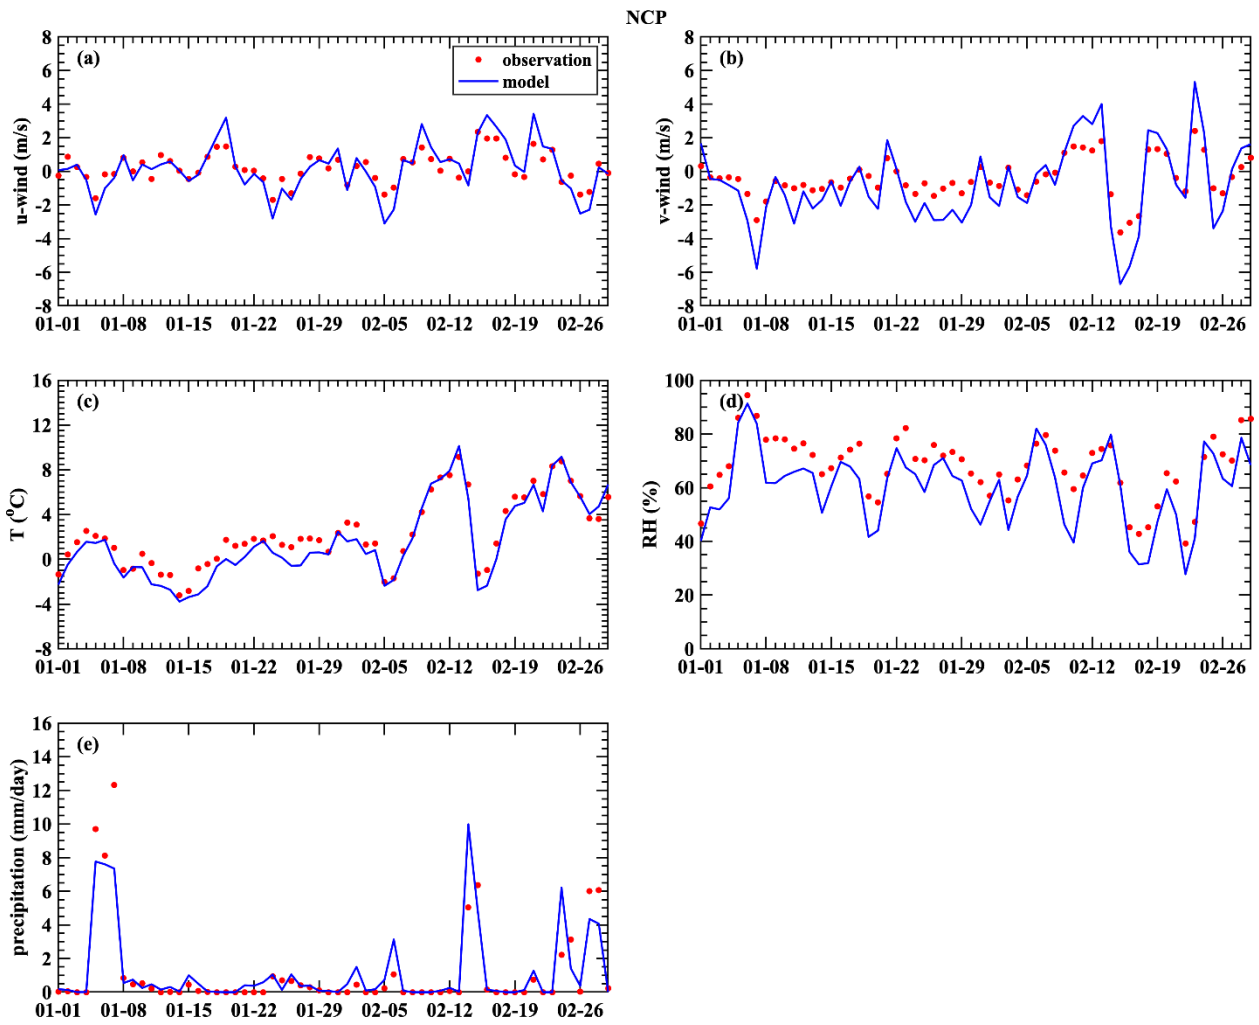 NCP
(a)
observation
model
u-wind (m/s)
8
6
4
2
0
-2
-4
-6
-8
01-01 01-08 01-15 01-22 01-29 02-05 02-12 02-19 02-26
(b)
v-wind (m/s)
8
6
4
2
0
-2
-4
-6
-8
01-01 01-08 01-15 01-22 01-29 02-05 02-12 02-19 02-26
(c)
T (⁰C)
16
12
8
4
0
-4
-8
01-01 01-08 01-15 01-22 01-29 02-05 02-12 02-19 02-26
(d)
RH (%)
100
80
60
40
20
0
01-01 01-08 01-15 01-22 01-29 02-05 02-12 02-19 02-26
(e)
precipitation (mm/day)
16
14
12
10
8
6
4
2
0
01-01 01-08 01-15 01-22 01-29 02-05 02-12 02-19 02-26